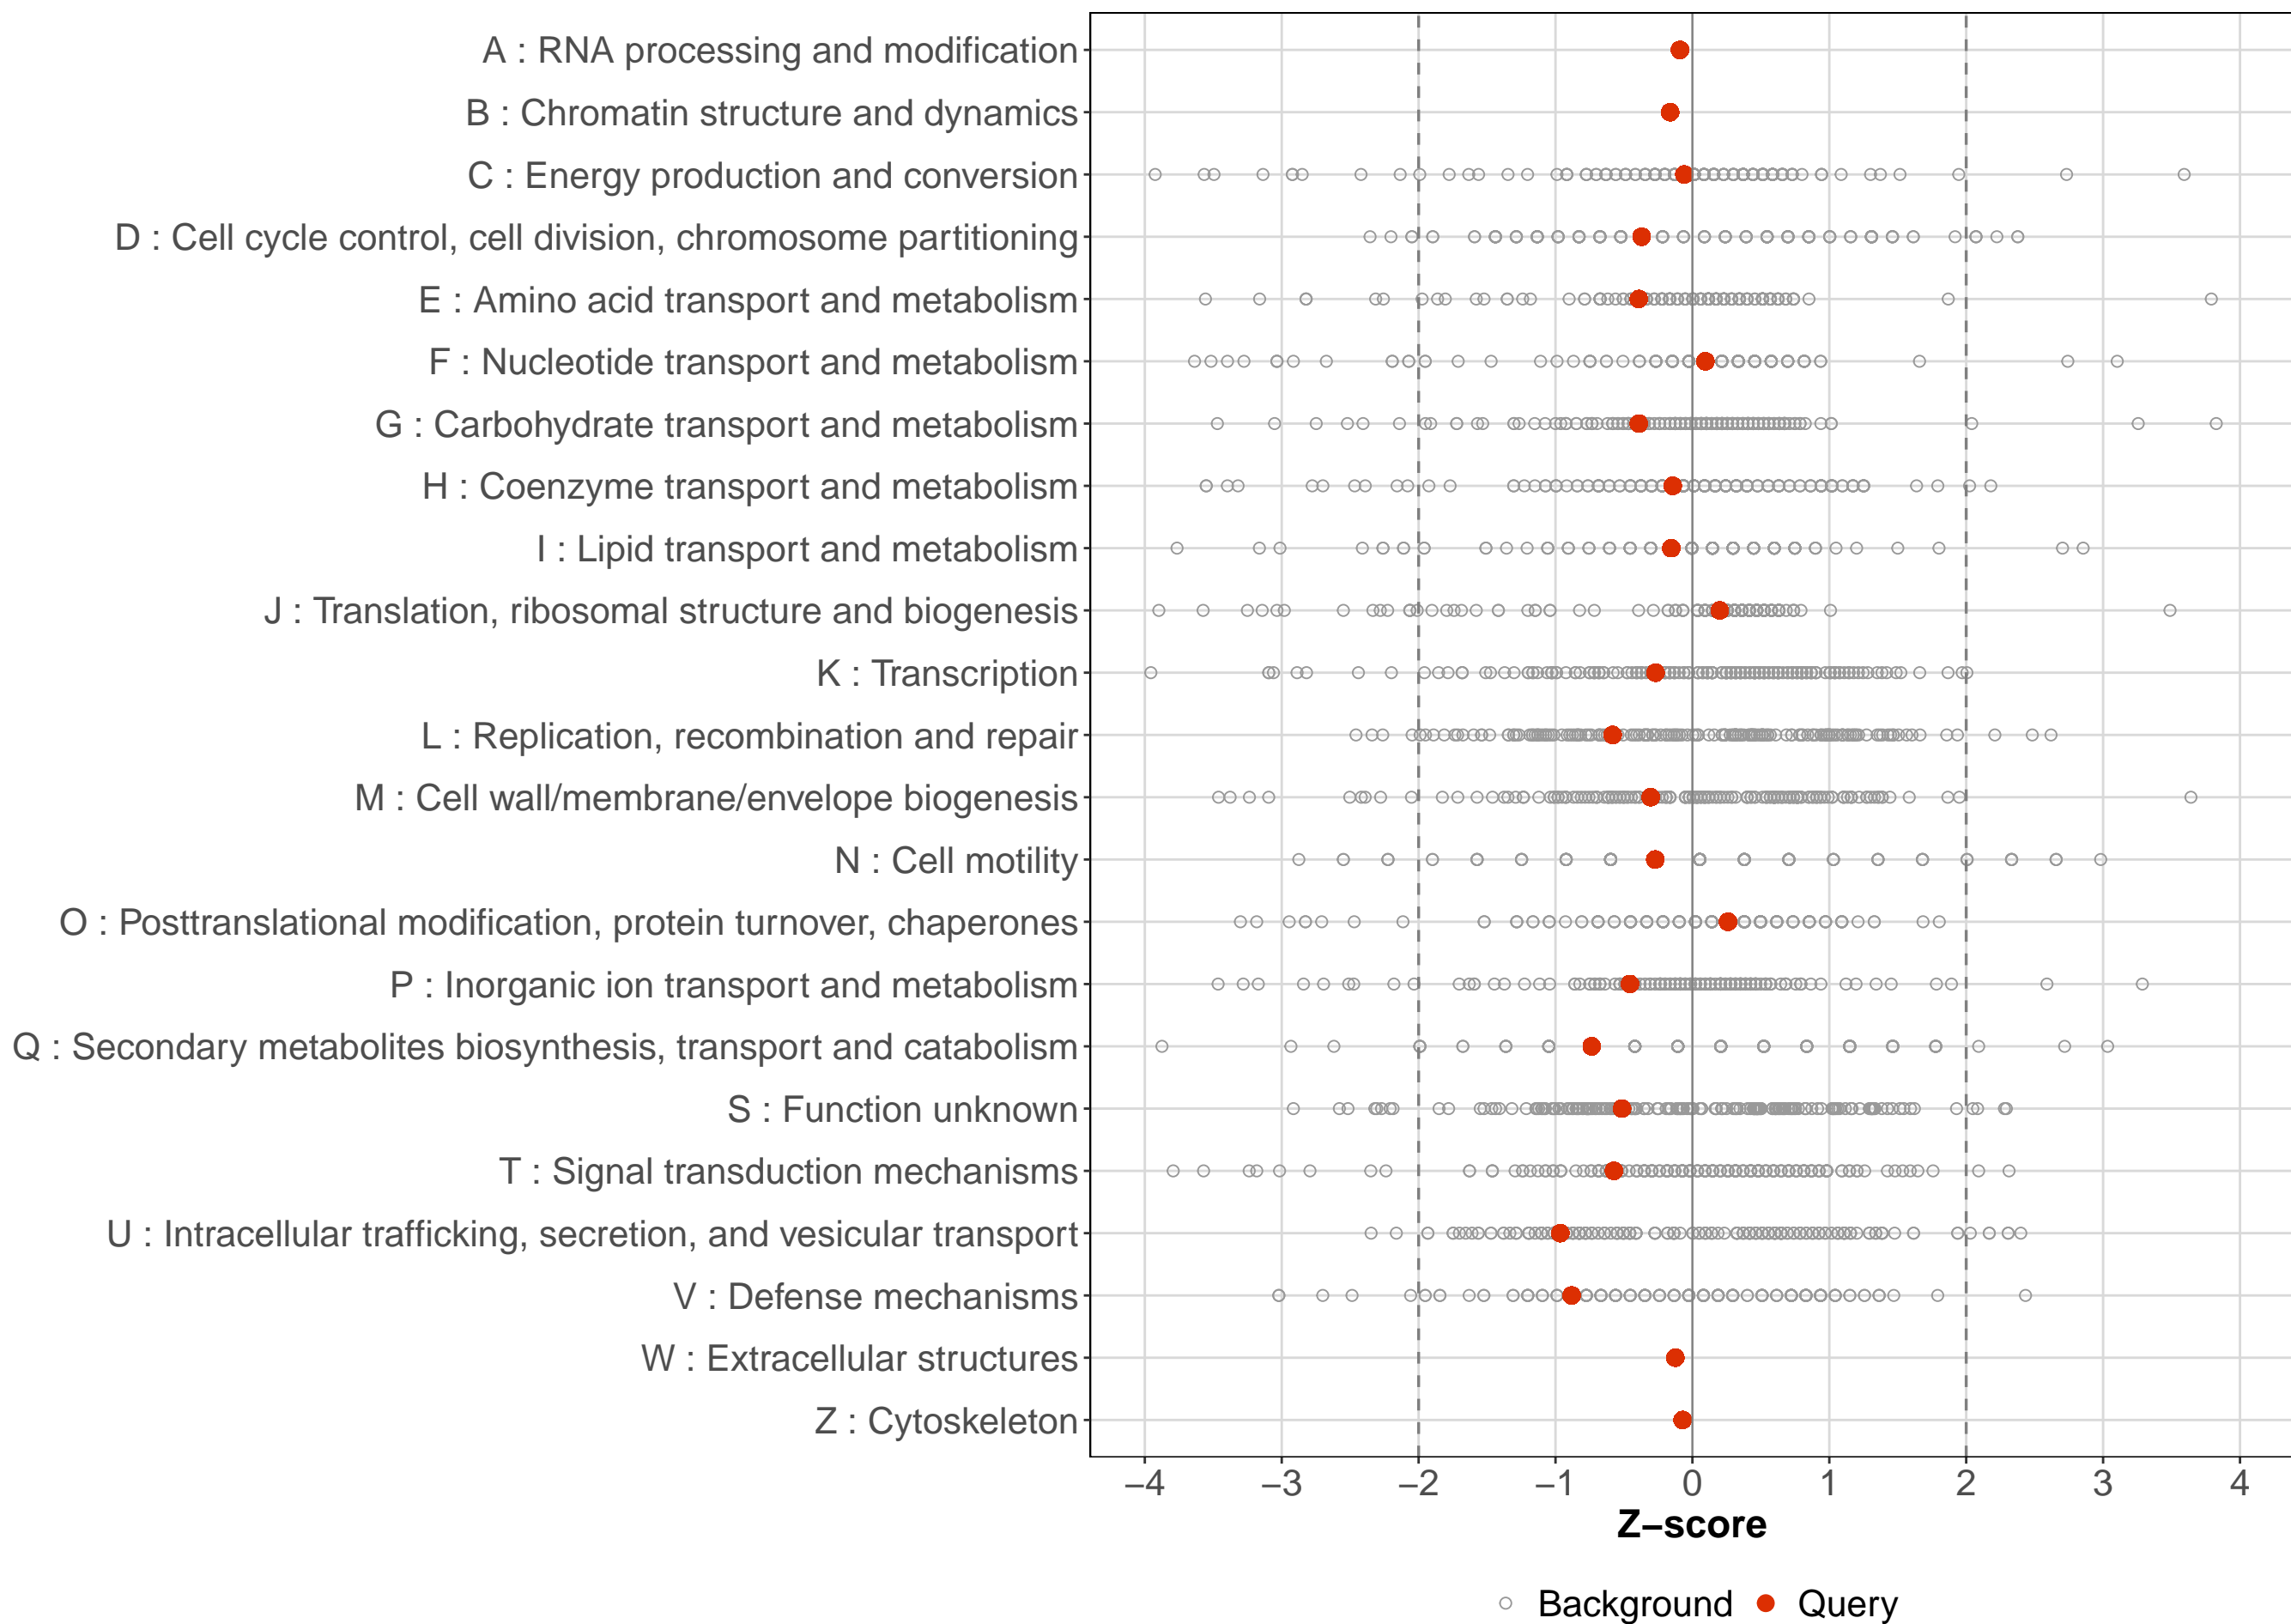 A : RNA processing and modification
B : Chromatin structure and dynamics
C : Energy production and conversion
D : Cell cycle control, cell division, chromosome partitioning
E : Amino acid transport and metabolism
F : Nucleotide transport and metabolism
G : Carbohydrate transport and metabolism
H : Coenzyme transport and metabolism
I : Lipid transport and metabolism
J : Translation, ribosomal structure and biogenesis
K : Transcription
L : Replication, recombination and repair
M : Cell wall/membrane/envelope biogenesis
N : Cell motility
O : Posttranslational modification, protein turnover, chaperones
P : Inorganic ion transport and metabolism
Q : Secondary metabolites biosynthesis, transport and catabolism
S : Function unknown
T : Signal transduction mechanisms
U : Intracellular trafficking, secretion, and vesicular transport
V : Defense mechanisms
W : Extracellular structures
Z : Cytoskeleton
−4 −3 −2 −1 0 1 2 3 4
Z−score
Background Query